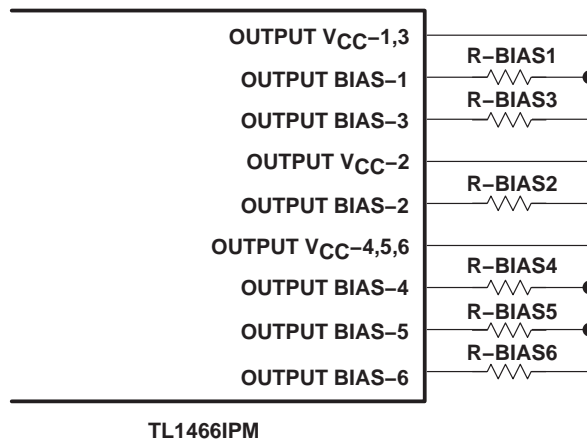 OUTPUT VCC–1,3
R–BIAS1
OUTPUT BIAS–1
R–BIAS3
OUTPUT BIAS–3
OUTPUT VCC–2
R–BIAS2
OUTPUT BIAS–2
OUTPUT VCC–4,5,6
R–BIAS4
OUTPUT BIAS–4
R–BIAS5
OUTPUT BIAS–5
R–BIAS6
OUTPUT BIAS–6
TL1466IPM